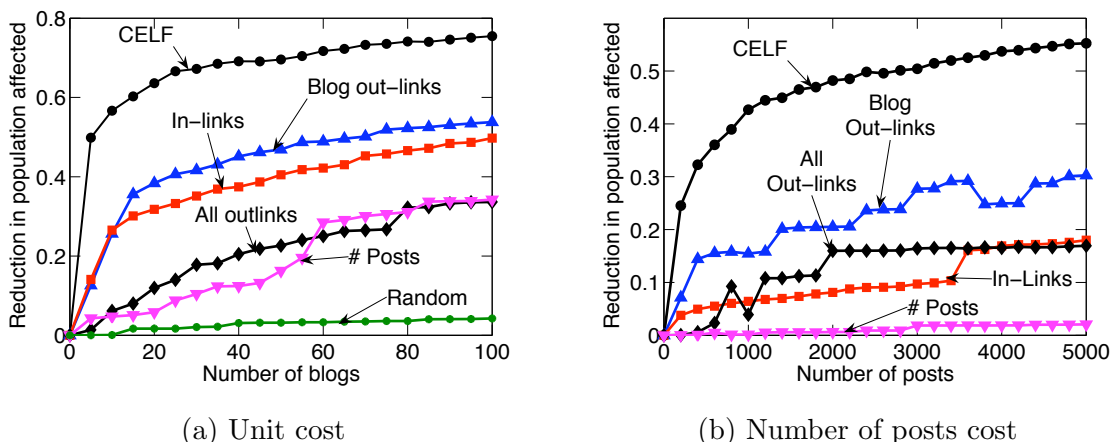 0.8
0.6
0.4
0.2
0
0
20
40
60
80
100
Reduction in population affected
Number of blogs
CELF
Blog out−links
In−links
All outlinks
# Posts
Random
(a) Unit cost
0.5
0.4
0.3
0.2
0.1
0
0
1000
2000
3000
4000
5000
Reduction in population affected
Number of posts
CELF
Blog
Out−links
All
Out−links
In−Links
# Posts
(b) Number of posts cost